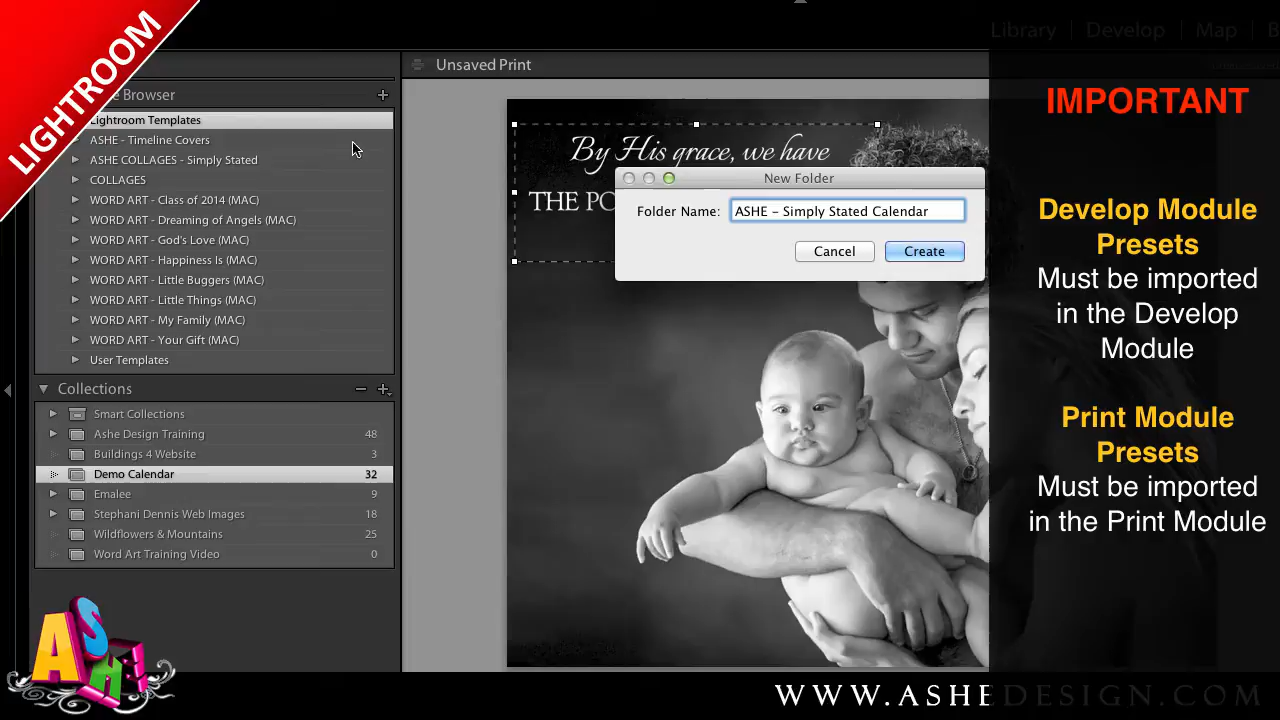 LIGHTROOM
Library
Develop
Map
Unsaved Print
Browser
Lightroom Templates
ASHE - Timeline Covers
ASHE COLLAGES - Simply Stated
COLLAGES
WORD ART - Class of 2014 (MAC)
WORD ART - Dreaming of Angels (MAC)
WORD ART - God's Love (MAC)
WORD ART - Happiness Is (MAC)
WORD ART - Little Buggers (MAC)
WORD ART - Little Things (MAC)
WORD ART - My Family (MAC)
WORD ART - Your Gift (MAC)
User Templates
Collections
Smart Collections
Ashe Design Training 48
Buildings 4 Website 3
Demo Calendar 32
Emalee 9
Stephani Dennis Web Images 18
Wildflowers & Mountains 25
Word Art Training Video 0
By His grace, we have
THE PO
New Folder
Folder Name: ASHE – Simply Stated Calendar
Cancel Create
IMPORTANT
Develop Module
Presets
Must be imported
in the Develop
Module
Print Module
Presets
Must be imported
in the Print Module
ASHE
WWW.ASHEDESIGN.COM